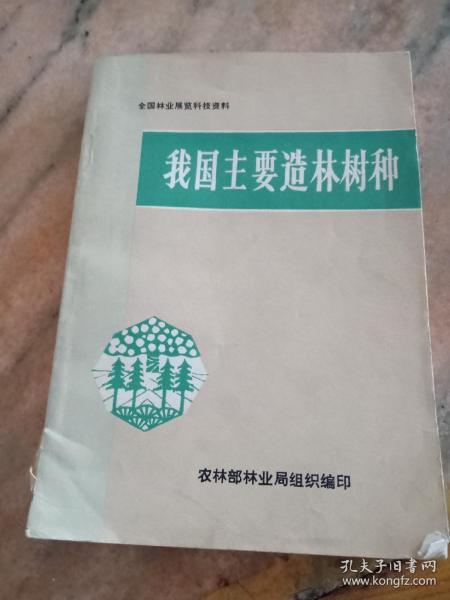 全国林业展览科技资料
我国主要造林树种
农林部林业局组织编印
孔夫子旧书网
www.kongfz.com